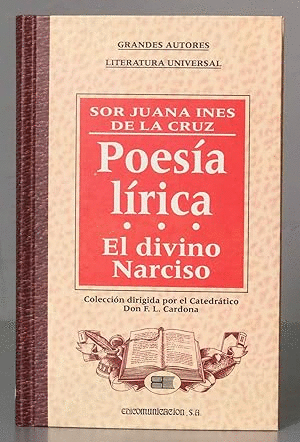 GRANDES AUTORES
LITERATURA UNIVERSAL
SOR JUANA INES
DE LA CRUZ
Poesía
lírica
El divino
Narciso
Colección dirigida por el Catedrático
Don F. L. Cardona
EDICOMUNICACION, S.A.